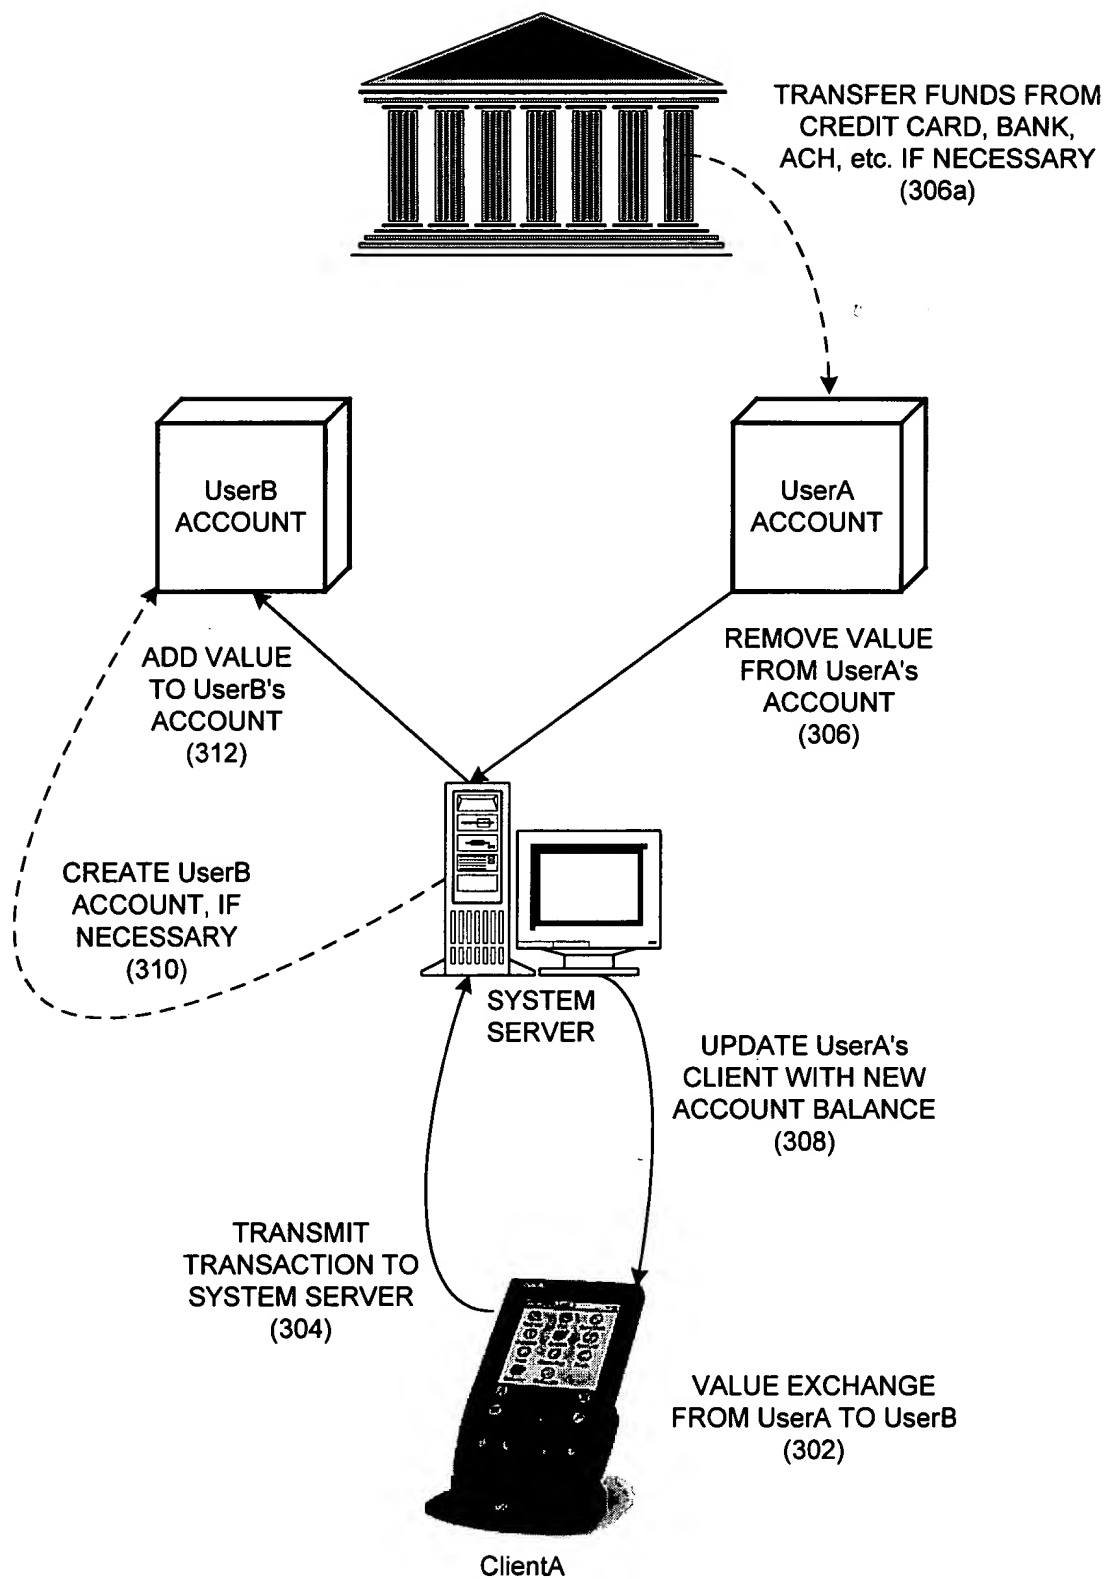 TRANSFER FUNDS FROM
CREDIT CARD, BANK,
ACH, etc. IF NECESSARY
(306a)
UserB
ACCOUNT
UserA
ACCOUNT
ADD VALUE
TO UserB's
ACCOUNT
(312)
REMOVE VALUE
FROM UserA's
ACCOUNT
(306)
CREATE UserB
ACCOUNT, IF
NECESSARY
(310)
SYSTEM
SERVER
UPDATE UserA's
CLIENT WITH NEW
ACCOUNT BALANCE
(308)
TRANSMIT
TRANSACTION TO
SYSTEM SERVER
(304)
VALUE EXCHANGE
FROM UserA TO UserB
(302)
ClientA